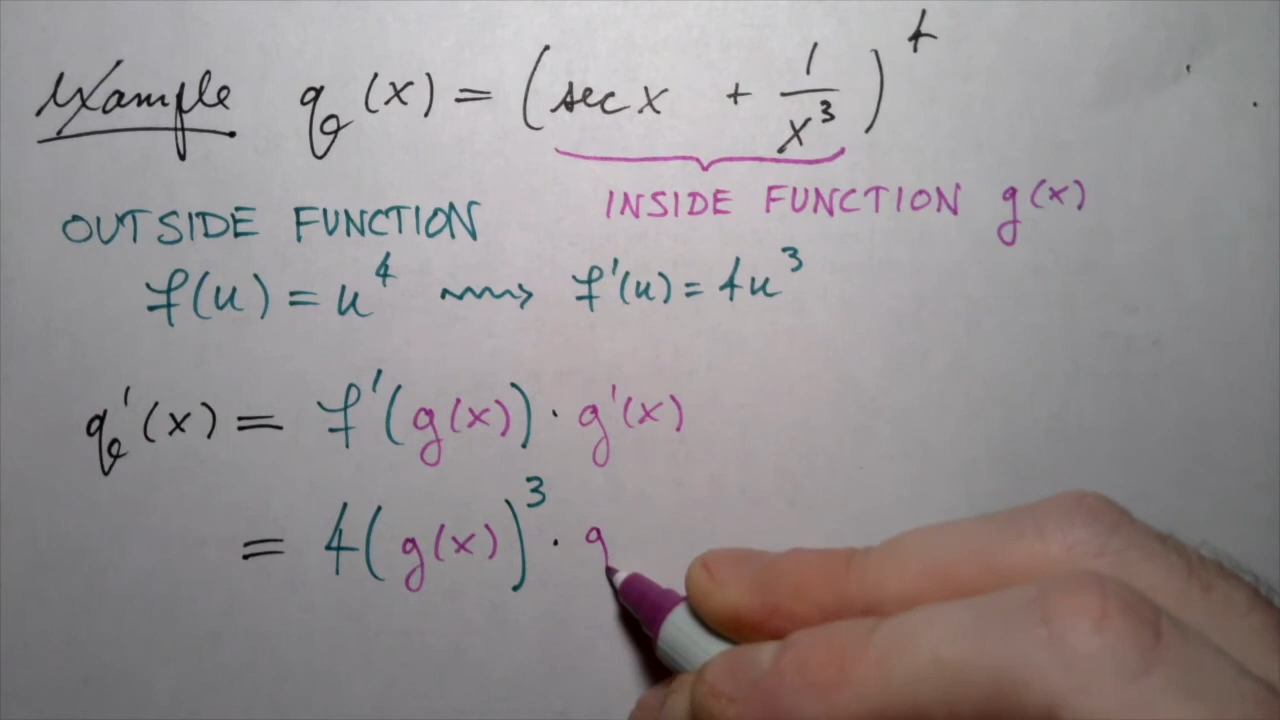 Example q(x) = (sec x + 1/x³)⁴
INSIDE FUNCTION g(x)
OUTSIDE FUNCTION
f(u) = u⁴ ⟿ f'(u) = 4u³
q'(x) = f'(g(x)) · g'(x)
= 4(g(x))³ · g